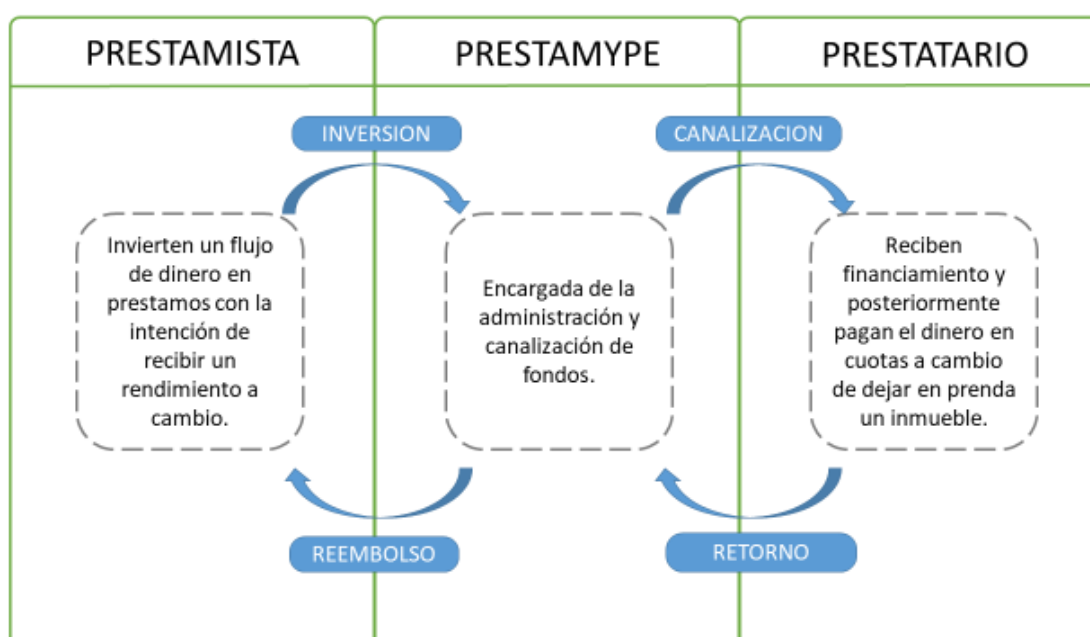 PRESTAMISTA
PRESTAMYPE
PRESTATARIO
INVERSION
CANALIZACION
Invierten un flujo
de dinero en
prestamos con la
intención de
recibir un
rendimiento a
cambio.
Encargada de la
administración y
canalización de
fondos.
Reciben
financiamiento y
posteriormente
pagan el dinero en
cuotas a cambio
de dejar en prenda
un inmueble.
REEMBOLSO
RETORNO